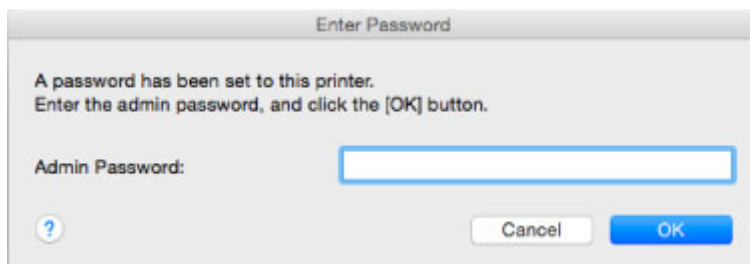 Enter Password
A password has been set to this printer.
Enter the admin password, and click the [OK] button.
Admin Password:
?
Cancel
OK